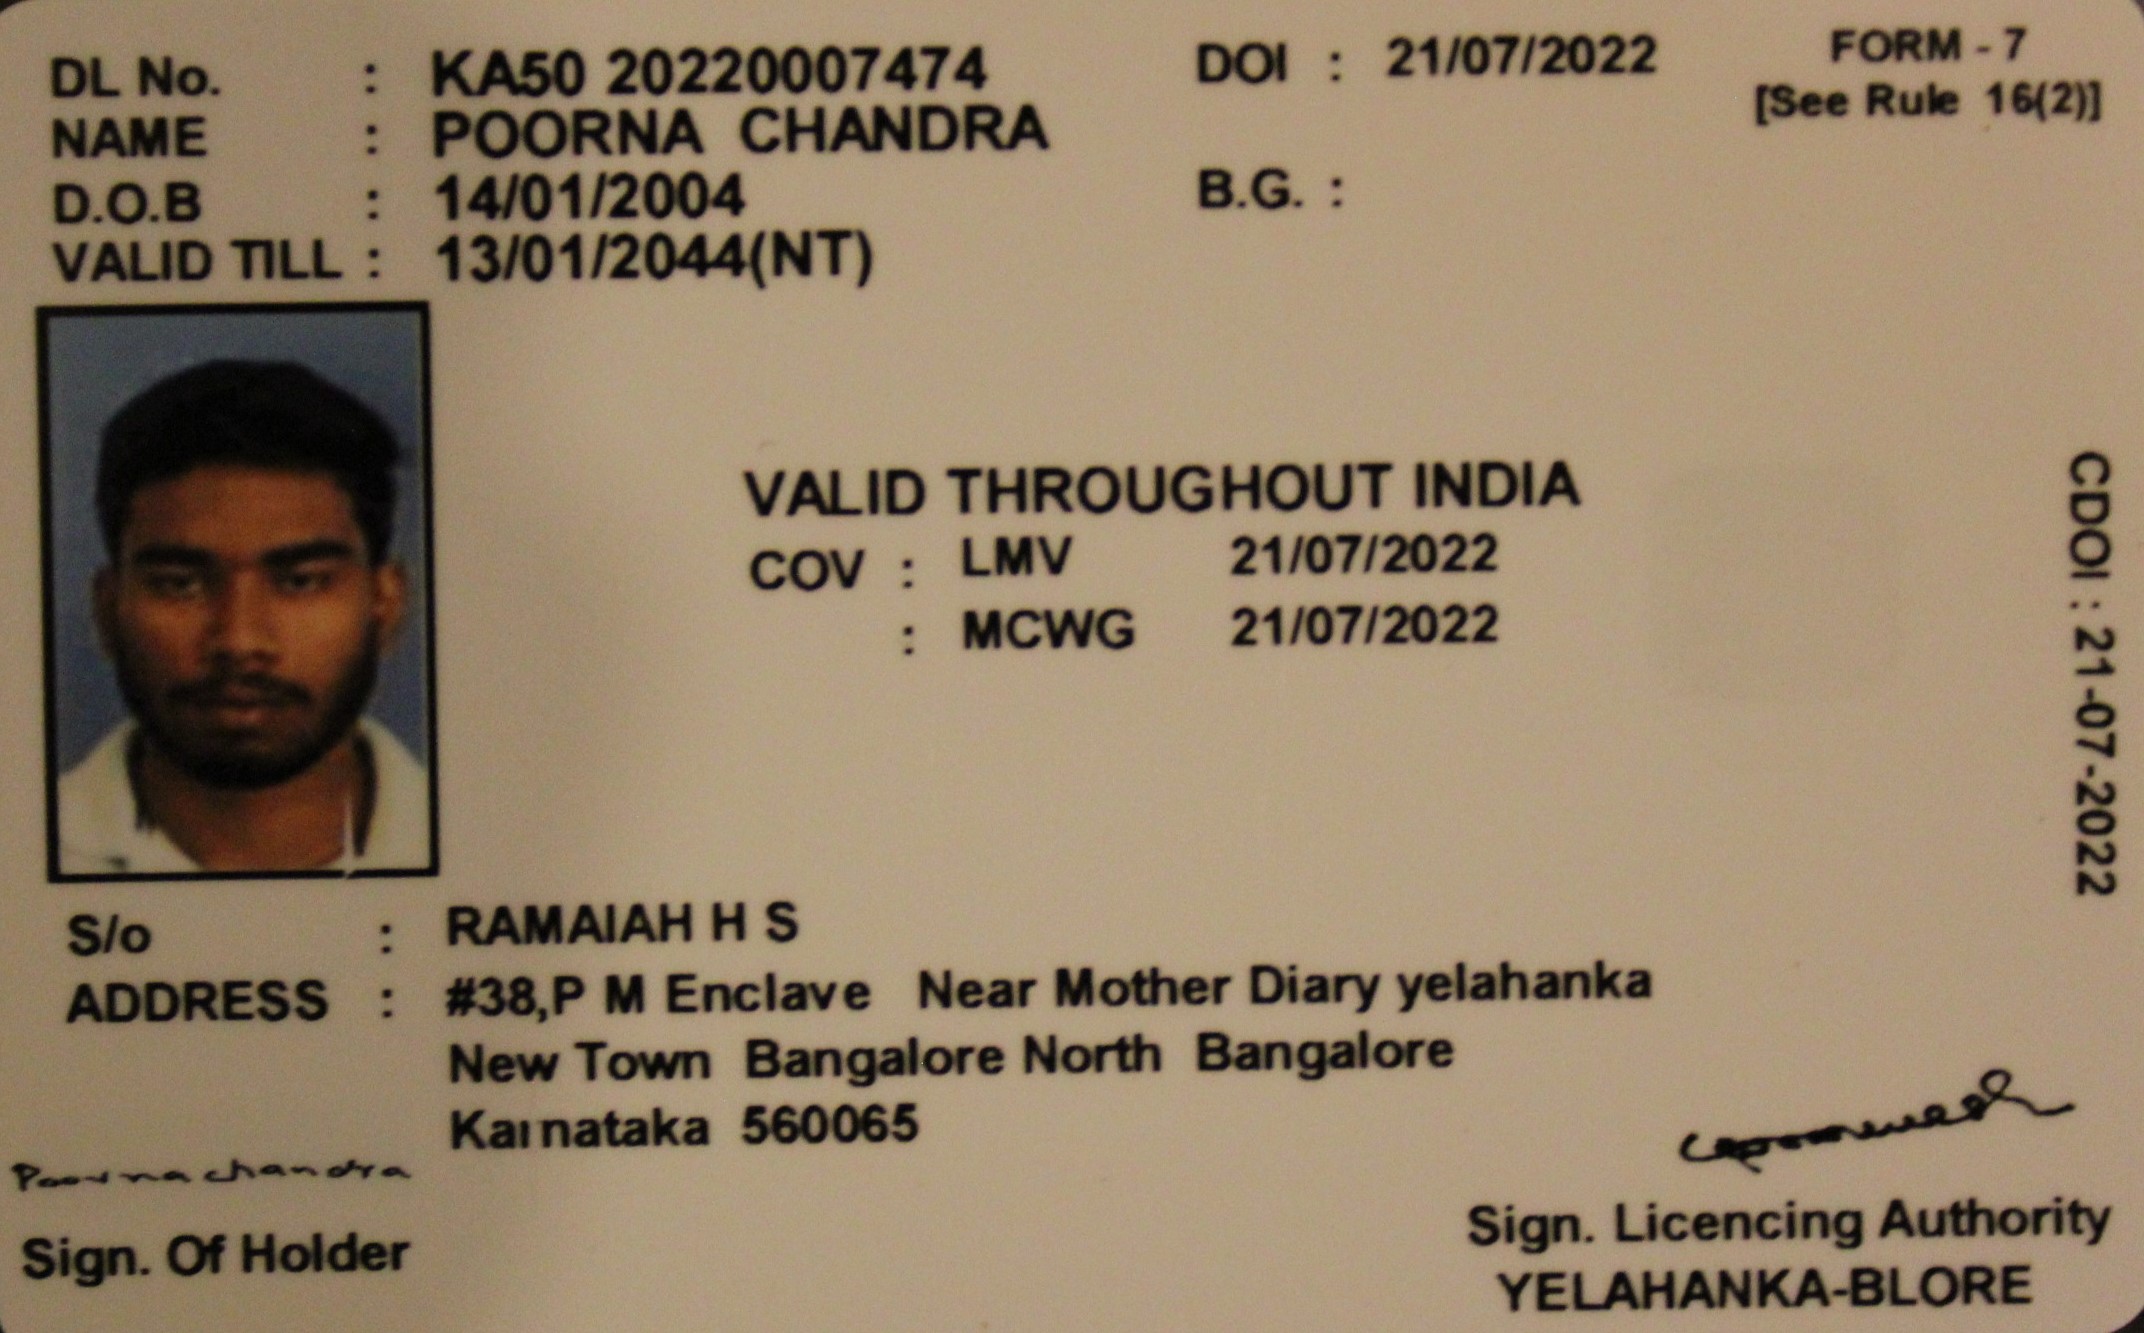 DL No. : KA50 20220007474 DOI : 21/07/2022 FORM - 7
NAME : POORNA CHANDRA [See Rule 16(2)]
D.O.B : 14/01/2004 B.G. :
VALID TILL : 13/01/2044(NT)
VALID THROUGHOUT INDIA
COV : LMV 21/07/2022
: MCWG 21/07/2022
CDOI : 21-07-2022
S/o : RAMAIAH H S
ADDRESS : #38,P M Enclave Near Mother Diary yelahanka
New Town Bangalore North Bangalore
Karnataka 560065
Poornachandra
Sign. Of Holder
Sign. Licencing Authority
YELAHANKA-BLORE